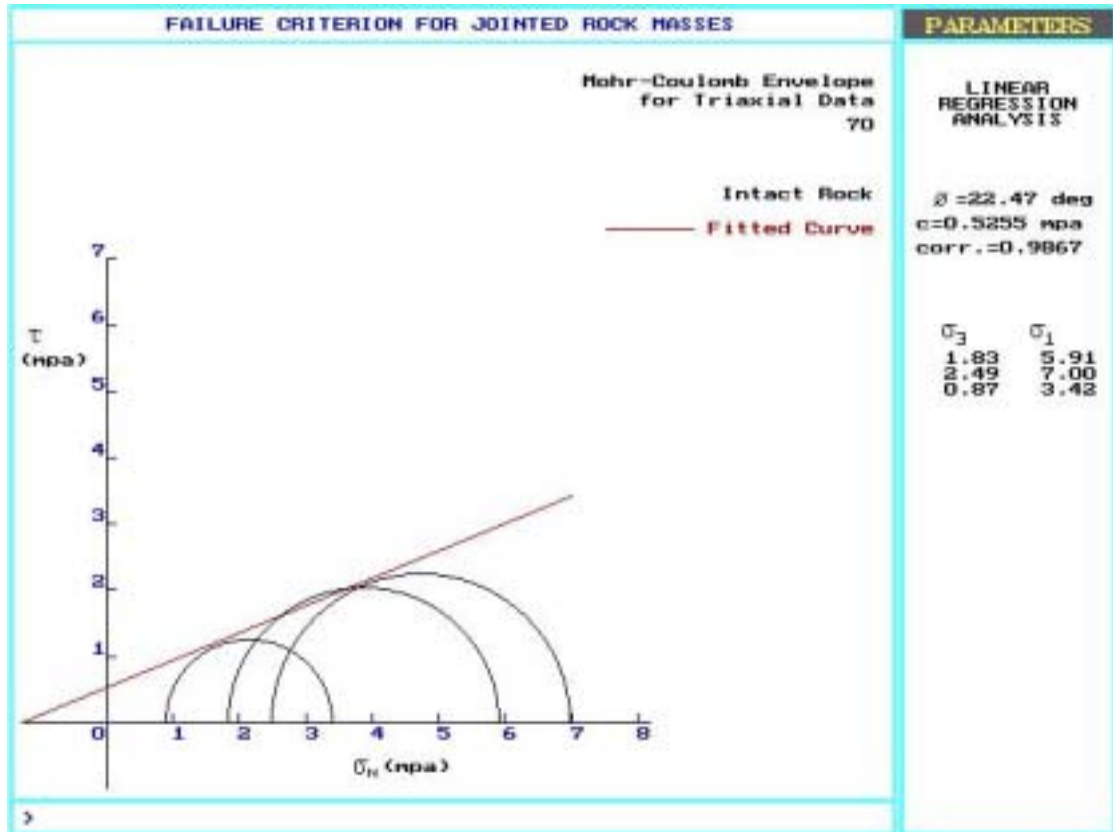 FAILURE CRITERION FOR JOINTED ROCK MASSES
PARAMETERS
Mohr-Coulomb Envelope
for Triaxial Data
70
Intact Rock
Fitted Curve
7
6
τ
(mpa)
5
4
3
2
1
0 1 2 3 4 5 6 7 8
σN (mpa)
>
LINEAR
REGRESSION
ANALYSIS
ø =22.47 deg
c=0.5255 mpa
corr.=0.9867
σ3 σ1
1.83 5.91
2.49 7.00
0.87 3.42